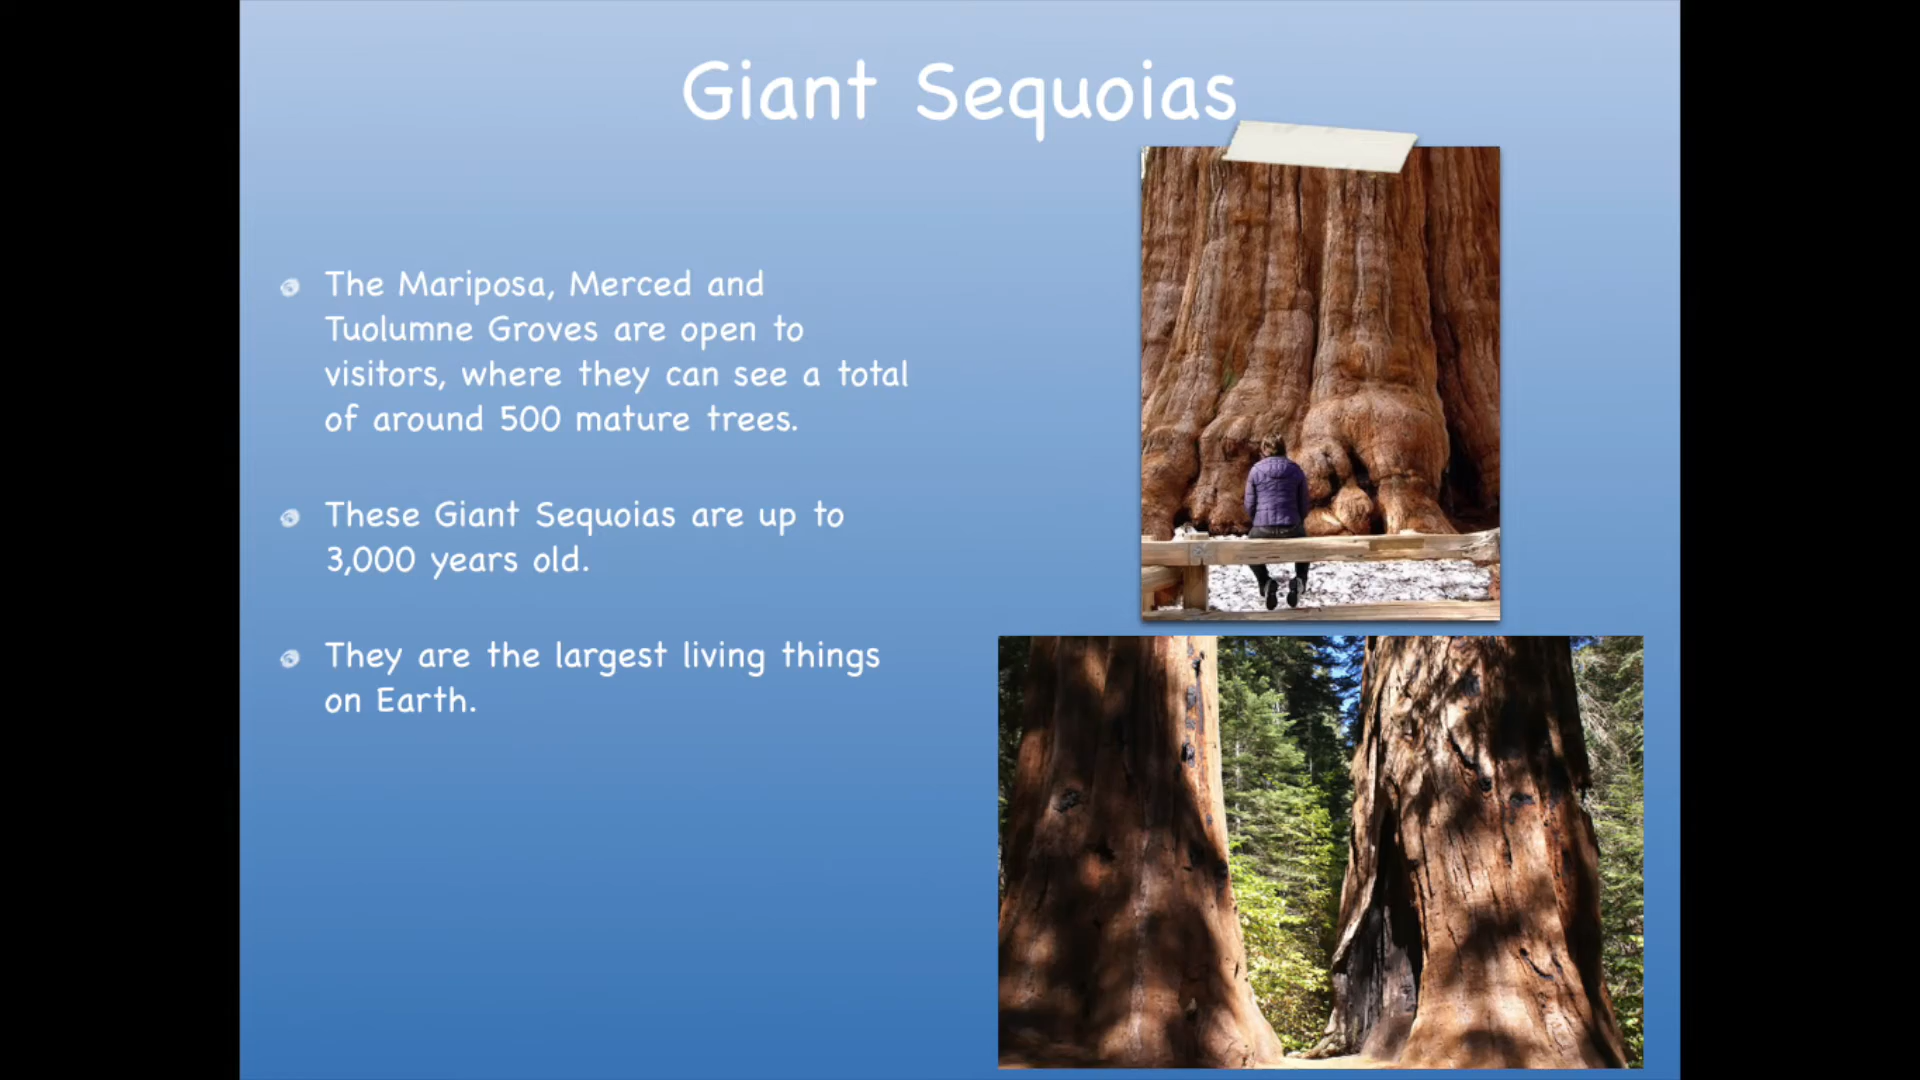 Giant Sequoias
The Mariposa, Merced and
Tuolumne Groves are open to
visitors, where they can see a total
of around 500 mature trees.
These Giant Sequoias are up to
3,000 years old.
They are the largest living things
on Earth.